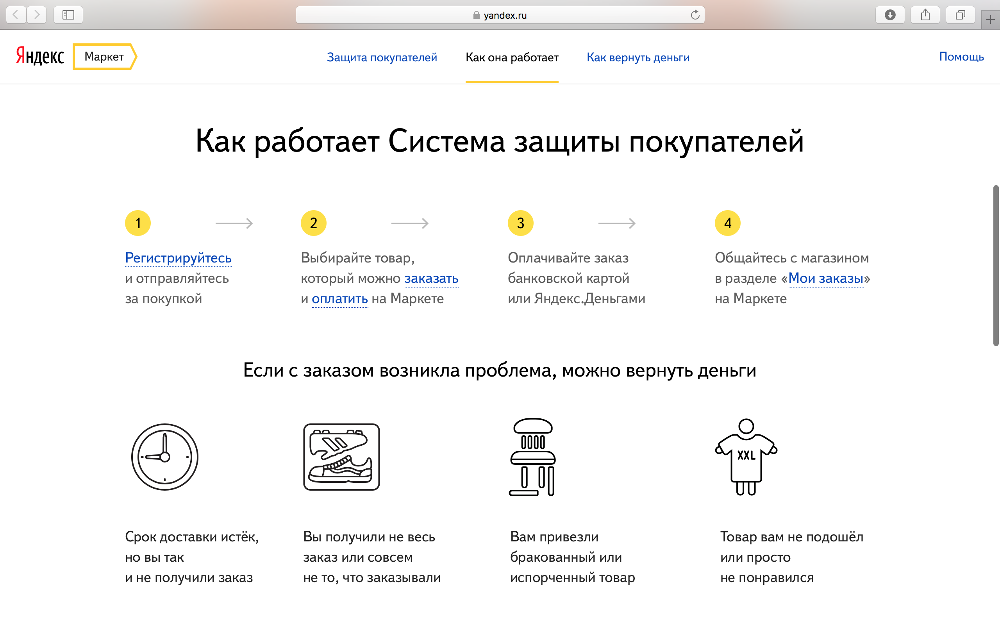 yandex.ru
Яндекс Маркет
Защита покупателей Как она работает Как вернуть деньги Помощь
Как работает Система защиты покупателей
1
Регистрируйтесь
и отправляйтесь
за покупкой
2
Выбирайте товар,
который можно заказать
и оплатить на Маркете
3
Оплачивайте заказ
банковской картой
или Яндекс.Деньгами
4
Общайтесь с магазином
в разделе «Мои заказы»
на Маркете
Если с заказом возникла проблема, можно вернуть деньги
XXL
Срок доставки истёк,
но вы так
и не получили заказ
Вы получили не весь
заказ или совсем
не то, что заказывали
Вам привезли
бракованный или
испорченный товар
Товар вам не подошёл
или просто
не понравился